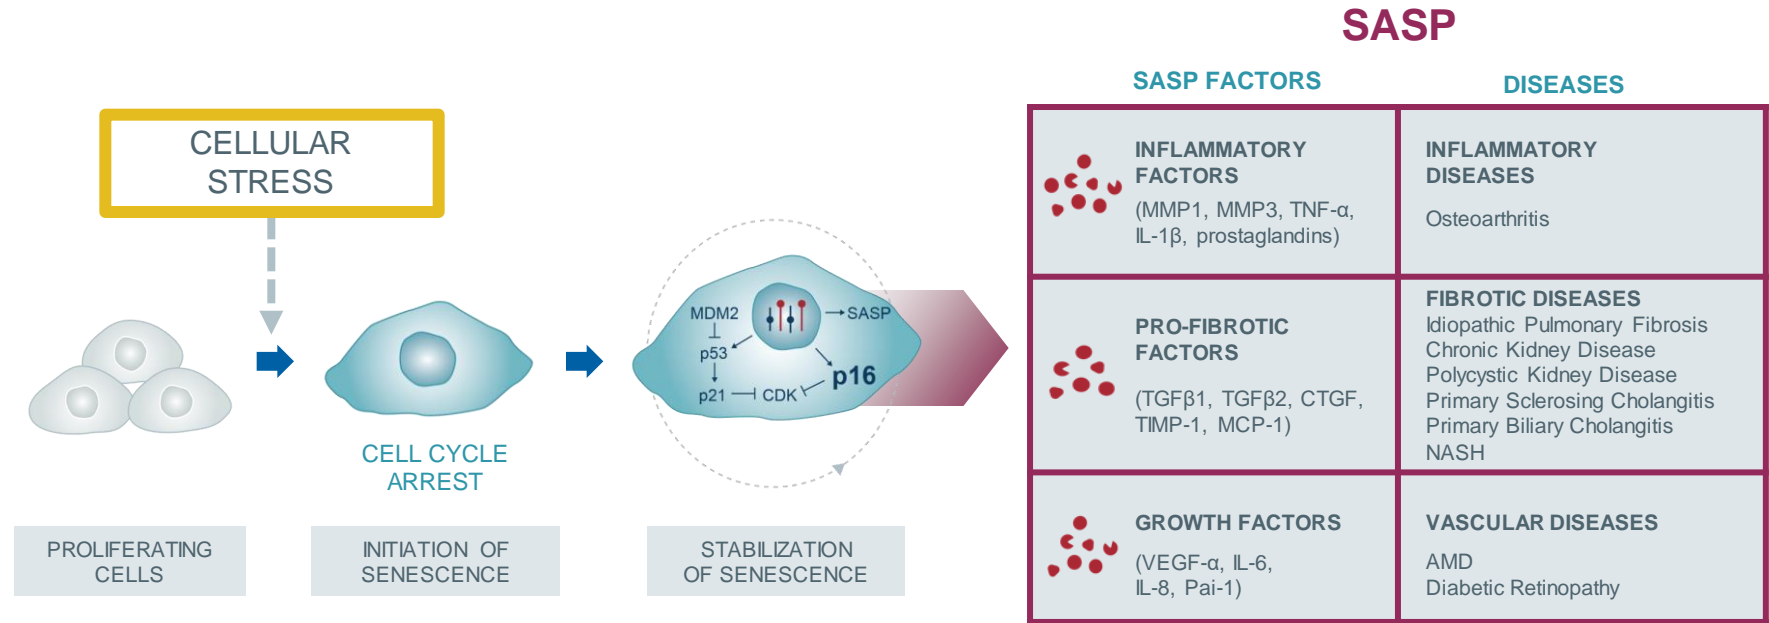 SASP
SASP FACTORS
DISEASES
CELLULAR
STRESS
CELL CYCLE
ARREST
MDM2
SASP
p53
p16
p21
CDK
PROLIFERATING
CELLS
INITIATION OF
SENESCENCE
STABILIZATION
OF SENESCENCE
INFLAMMATORY
FACTORS
(MMP1, MMP3, TNF-α,
IL-1β, prostaglandins)
INFLAMMATORY
DISEASES
Osteoarthritis
PRO-FIBROTIC
FACTORS
(TGFβ1, TGFβ2, CTGF,
TIMP-1, MCP-1)
FIBROTIC DISEASES
Idiopathic Pulmonary Fibrosis
Chronic Kidney Disease
Polycystic Kidney Disease
Primary Sclerosing Cholangitis
Primary Biliary Cholangitis
NASH
GROWTH FACTORS
(VEGF-α, IL-6,
IL-8, Pai-1)
VASCULAR DISEASES
AMD
Diabetic Retinopathy